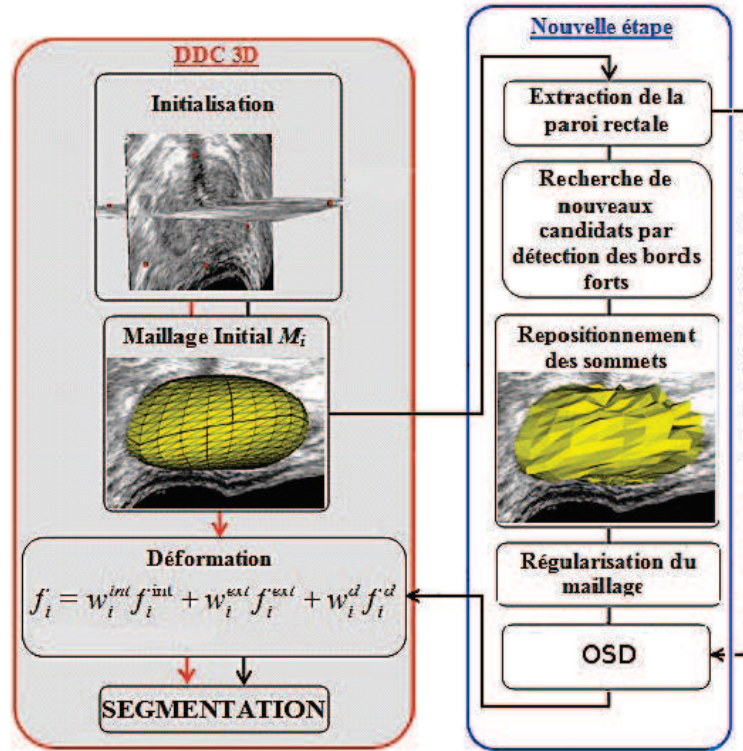 DDC 3D
Initialisation
Maillage Initial Mᵢ
Déformation
fᵢ = wᵢⁱⁿᵗ fᵢⁱⁿᵗ + wᵢᵉˣᵗ fᵢᵉˣᵗ + wᵢᵈ fᵢᵈ
SEGMENTATION
Nouvelle étape
Extraction de la
paroi rectale
Recherche de
nouveaux
candidats par
détection des bords
forts
Repositionnement
des sommets
Régularisation du
maillage
OSD